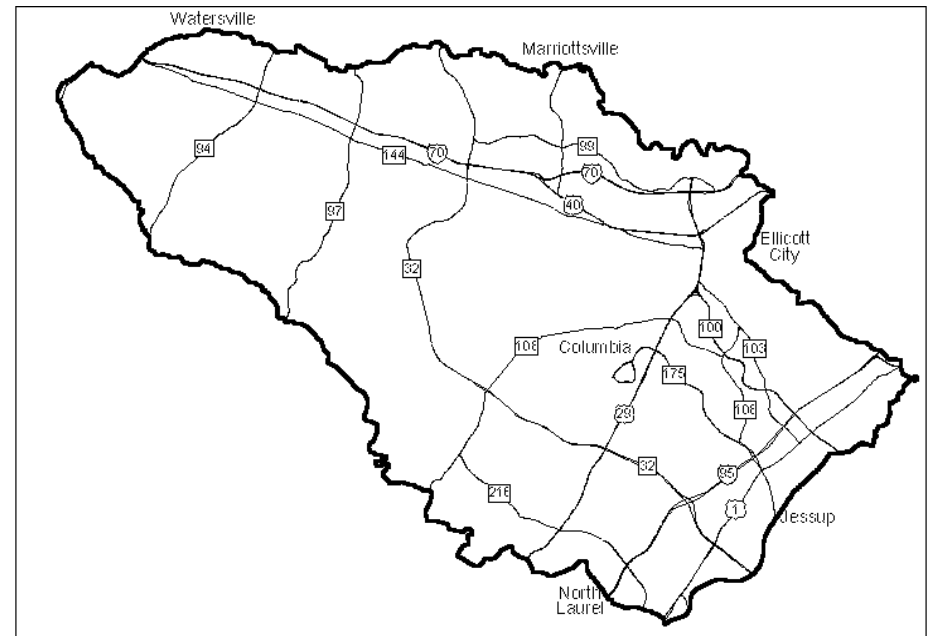 Watersville
Marriottsville
94
144
70
99
70
97
40
Ellicott
City
32
108
Columbia
100
103
175
29
108
32
95
216
1
Jessup
North
Laurel